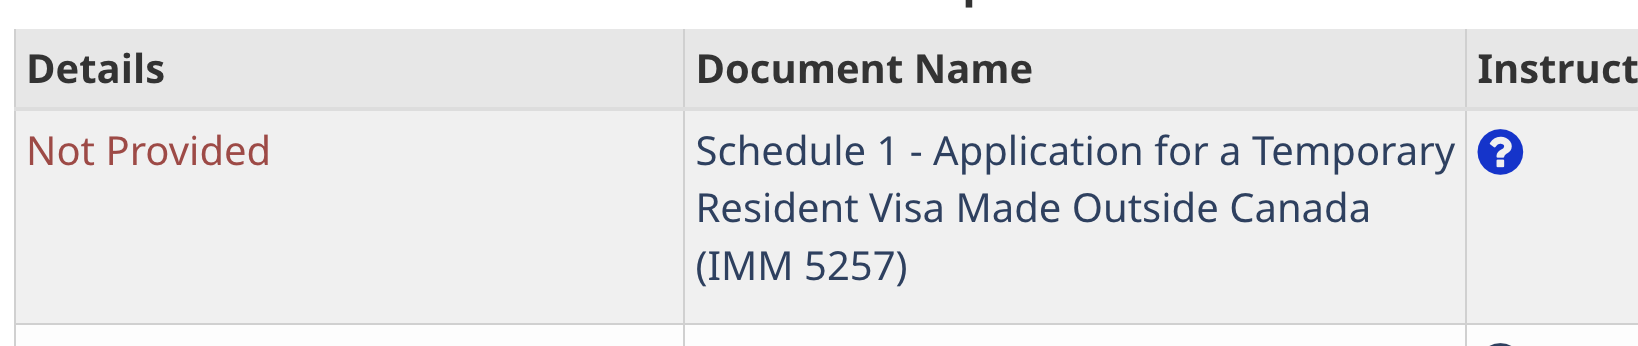 Details
Document Name
Instruct
Not Provided
Schedule 1 - Application for a Temporary
Resident Visa Made Outside Canada
(IMM 5257)
?